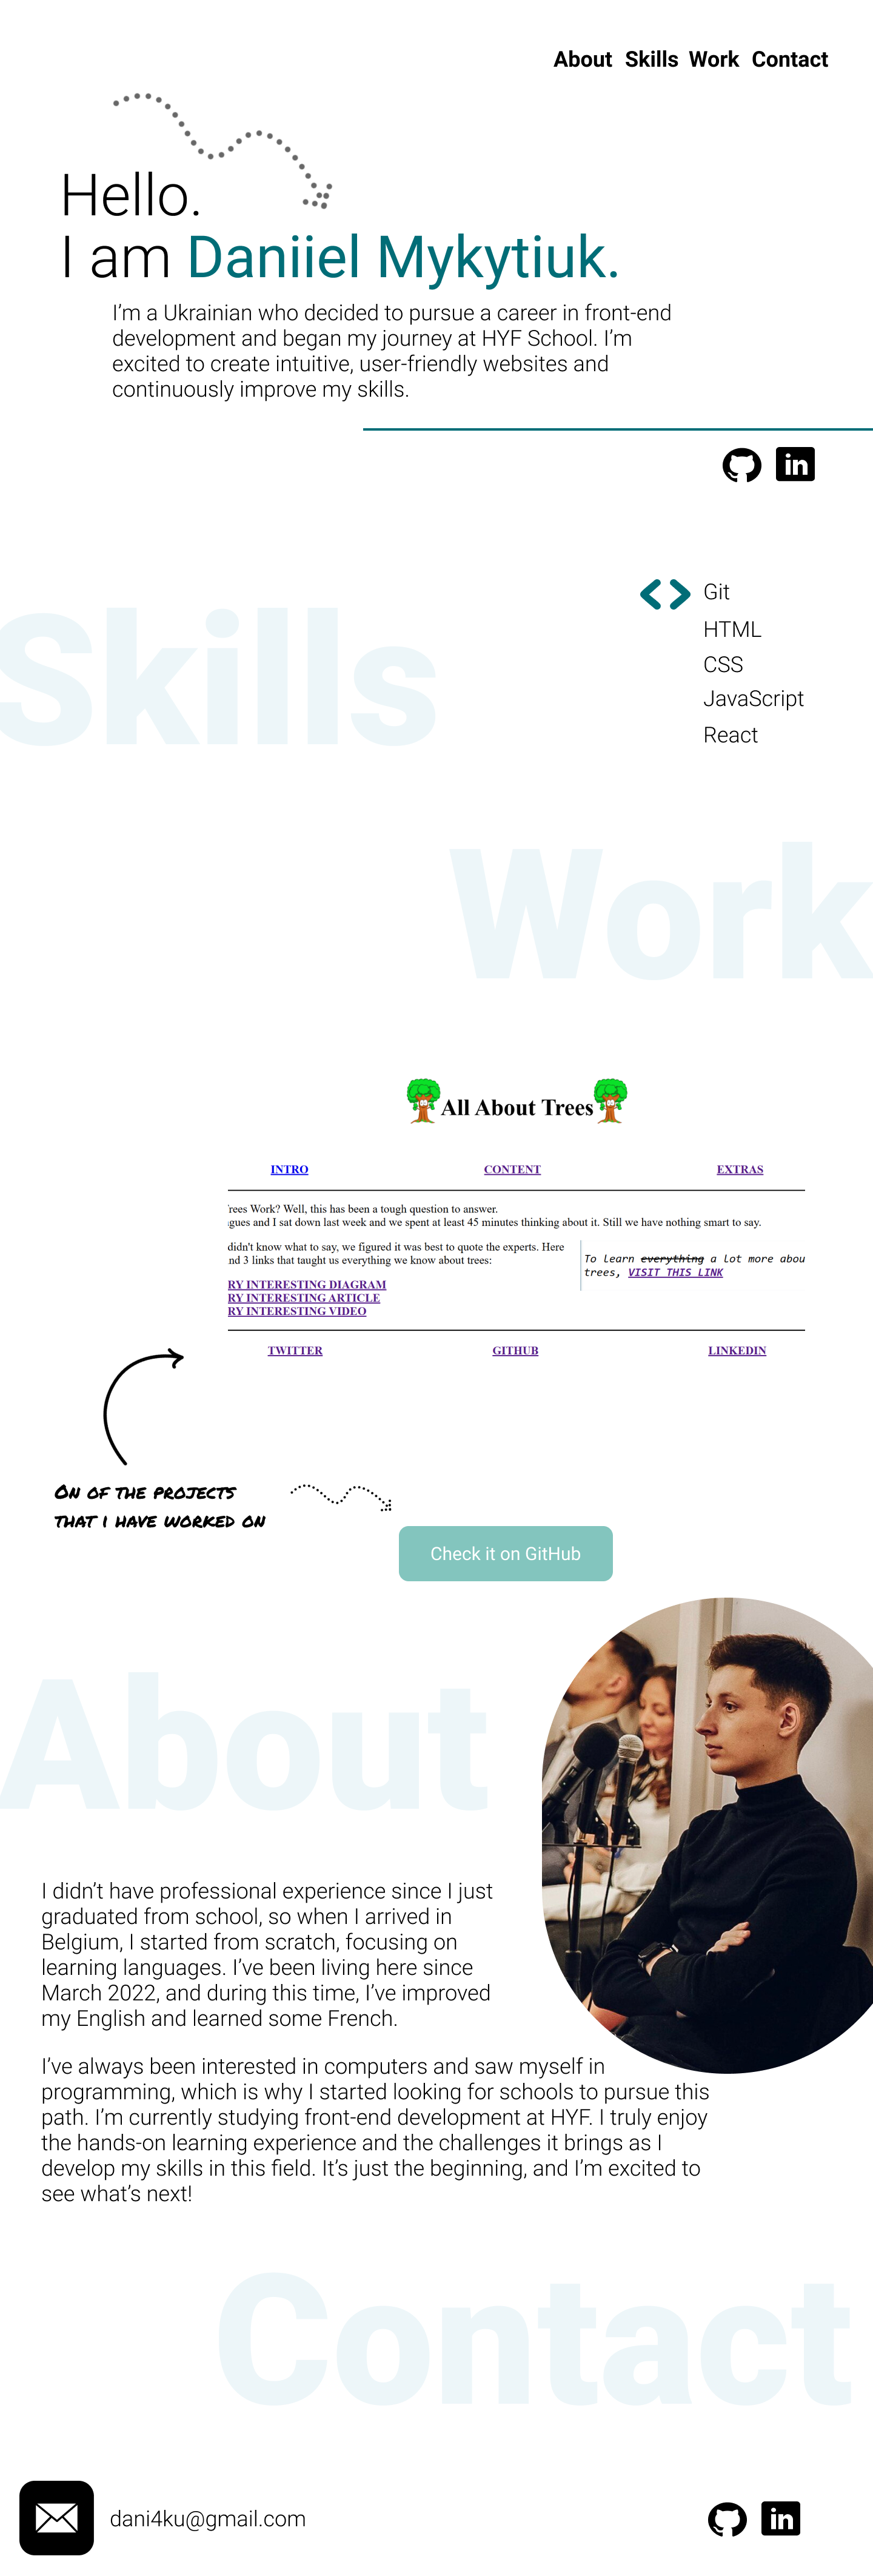 About Skills Work Contact
Hello.
I am Daniiel Mykytiuk.
I’m a Ukrainian who decided to pursue a career in front-end
development and began my journey at HYF School. I’m
excited to create intuitive, user-friendly websites and
continuously improve my skills.
in
Skills
Git
HTML
CSS
JavaScript
React
Work
All About Trees
INTRO CONTENT EXTRAS
Trees Work? Well, this has been a tough question to answer.
gues and I sat down last week and we spent at least 45 minutes thinking about it. Still we have nothing smart to say.
didn't know what to say, we figured it was best to quote the experts. Here
nd 3 links that taught us everything we know about trees:
To learn everything a lot more abou
trees, VISIT THIS LINK
RY INTERESTING DIAGRAM
RY INTERESTING ARTICLE
RY INTERESTING VIDEO
TWITTER GITHUB LINKEDIN
On of the projects
that i have worked on
Check it on GitHub
About
I didn’t have professional experience since I just
graduated from school, so when I arrived in
Belgium, I started from scratch, focusing on
learning languages. I’ve been living here since
March 2022, and during this time, I’ve improved
my English and learned some French.
I’ve always been interested in computers and saw myself in
programming, which is why I started looking for schools to pursue this
path. I’m currently studying front-end development at HYF. I truly enjoy
the hands-on learning experience and the challenges it brings as I
develop my skills in this field. It’s just the beginning, and I’m excited to
see what’s next!
Contact
dani4ku@gmail.com
in